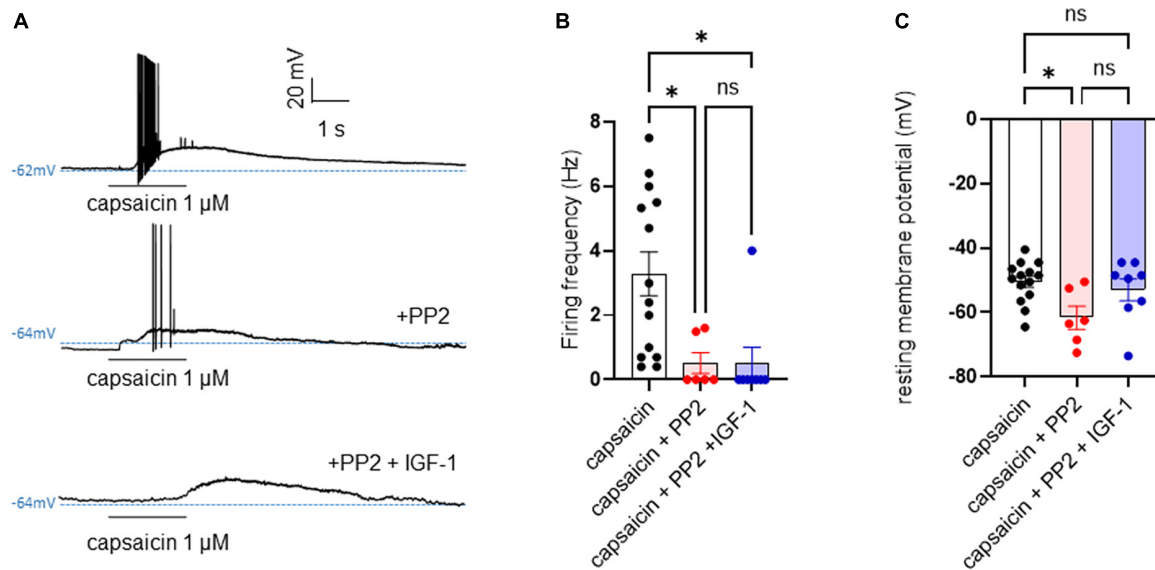 A
20 mV
1 s
-62mV
capsaicin 1 µM
+PP2
-64mV
capsaicin 1 µM
+PP2 + IGF-1
-64mV
capsaicin 1 µM
B
*
*
ns
Firing frequency (Hz)
8
6
4
2
0
capsaicin
capsaicin + PP2
capsaicin + PP2 +IGF-1
C
ns
*
ns
resting membrane potential (mV)
0
-20
-40
-60
-80
capsaicin
capsaicin + PP2
capsaicin + PP2 + IGF-1